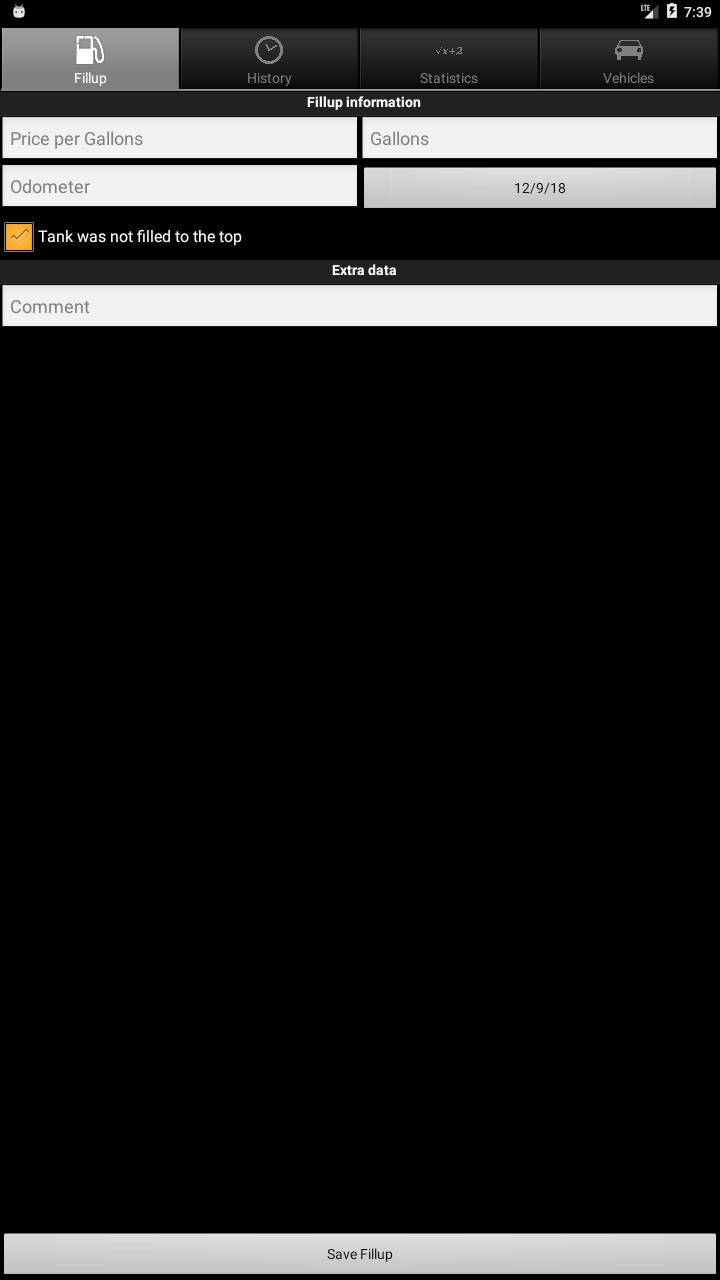 LTE 7:39
Fillup History √x+2 Statistics Vehicles
Fillup information
Price per Gallons Gallons
Odometer 12/9/18
Tank was not filled to the top
Extra data
Comment
Save Fillup